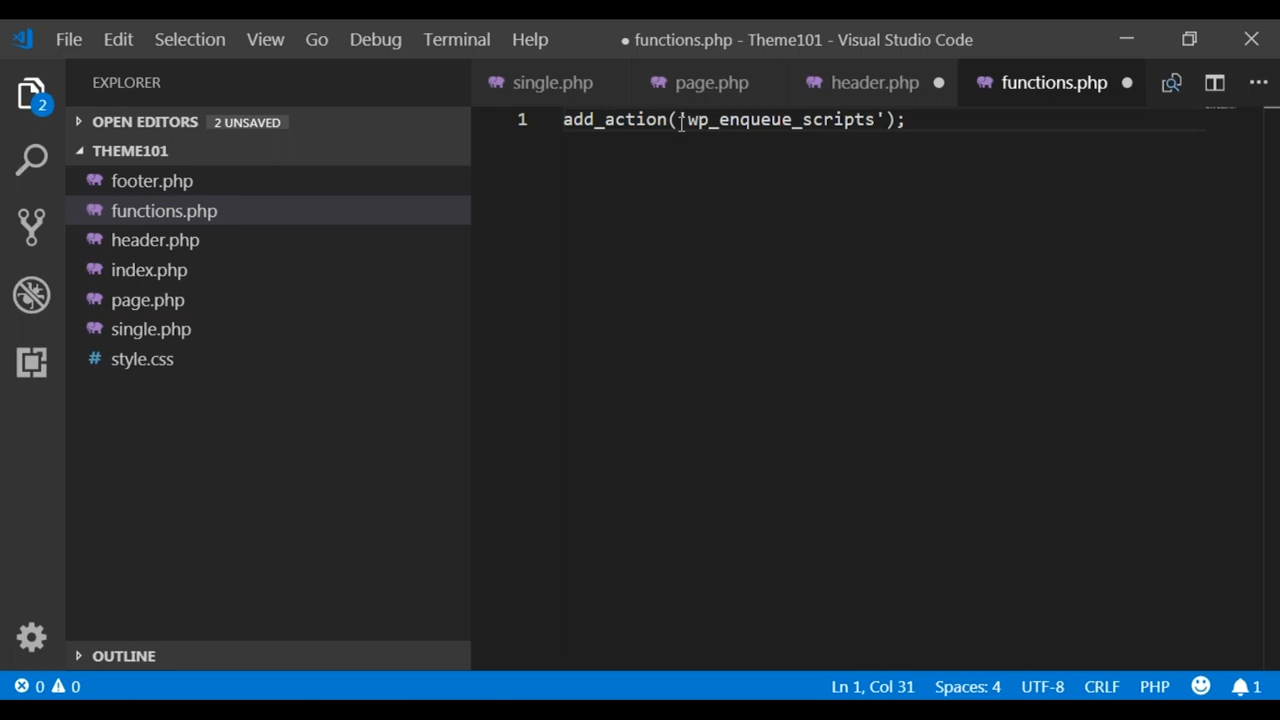 File Edit Selection View Go Debug Terminal Help ● functions.php - Theme101 - Visual Studio Code
EXPLORER
single.php page.php header.php functions.php
OPEN EDITORS 2 UNSAVED
THEME101
footer.php
functions.php
header.php
index.php
page.php
single.php
style.css
OUTLINE
2
1 add_action('wp_enqueue_scripts');
0 0 Ln 1, Col 31 Spaces: 4 UTF-8 CRLF PHP 1